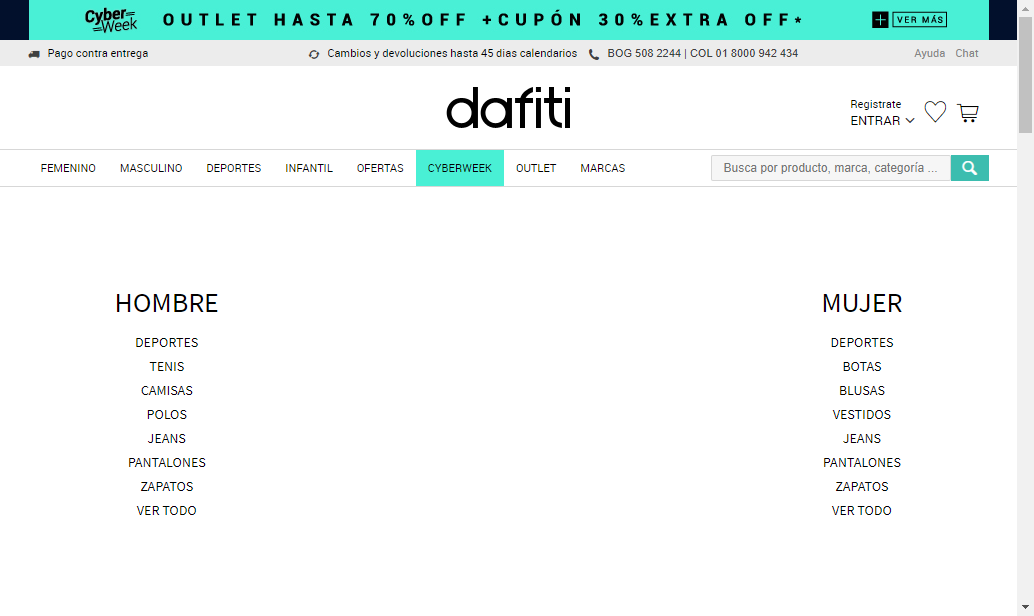 Cyber Week OUTLET HASTA 70%OFF +CUPÓN 30%EXTRA OFF* + VER MÁS
Pago contra entrega Cambios y devoluciones hasta 45 dias calendarios BOG 508 2244 | COL 01 8000 942 434 Ayuda Chat
dafiti
Registrate
ENTRAR
FEMENINO MASCULINO DEPORTES INFANTIL OFERTAS CYBERWEEK OUTLET MARCAS Busca por producto, marca, categoría ...
HOMBRE
DEPORTES
TENIS
CAMISAS
POLOS
JEANS
PANTALONES
ZAPATOS
VER TODO
MUJER
DEPORTES
BOTAS
BLUSAS
VESTIDOS
JEANS
PANTALONES
ZAPATOS
VER TODO